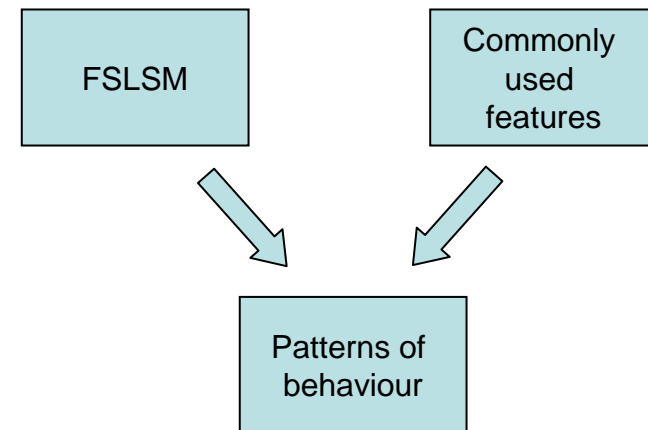 FSLSM
Commonly
used
features
Patterns of
behaviour